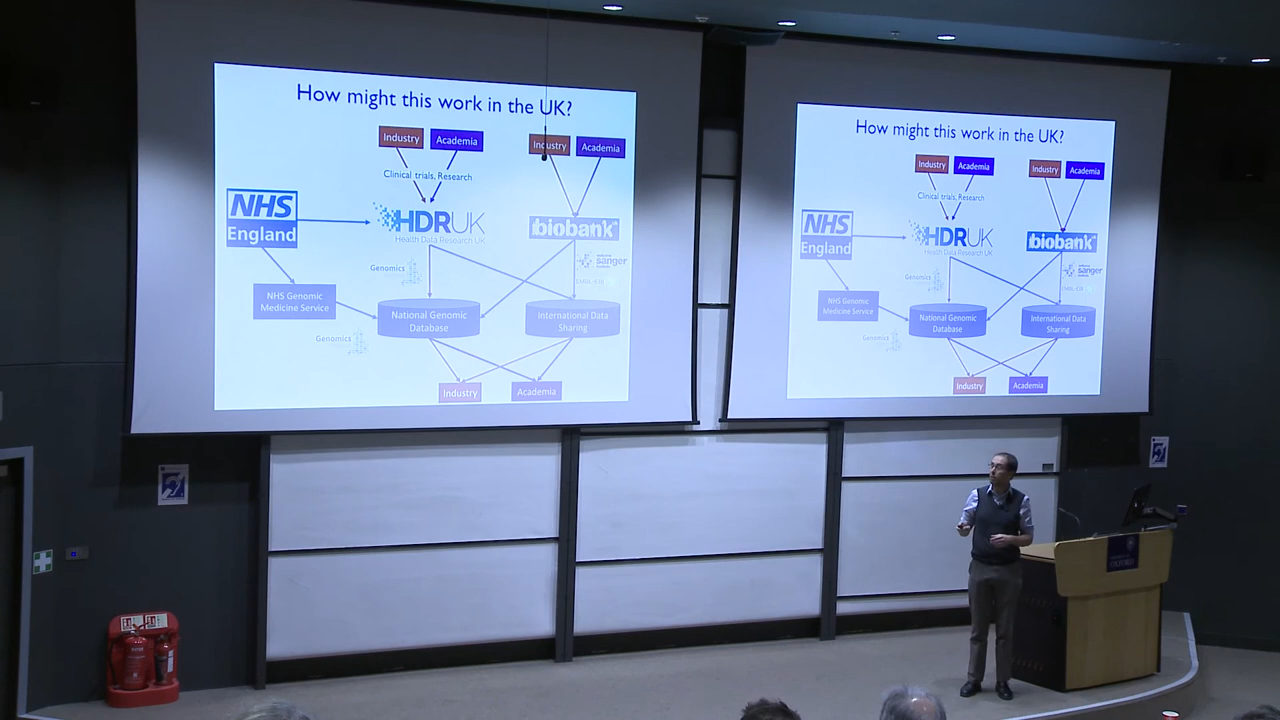 How might this work in the UK?
Industry
Academia
Industry
Academia
Clinical trials, Research
NHS
England
HDRUK
Health Data Research UK
biobank
Genomics
sanger
NHS Genomic
Medicine Service
National Genomic
Database
International Data
Sharing
Genomics
Industry
Academia
How might this work in the UK?
Industry
Academia
Industry
Academia
Clinical trials, Research
NHS
England
HDRUK
Health Data Research UK
biobank
Genomics
sanger
NHS Genomic
Medicine Service
National Genomic
Database
International Data
Sharing
Genomics
Industry
Academia
OXFORD